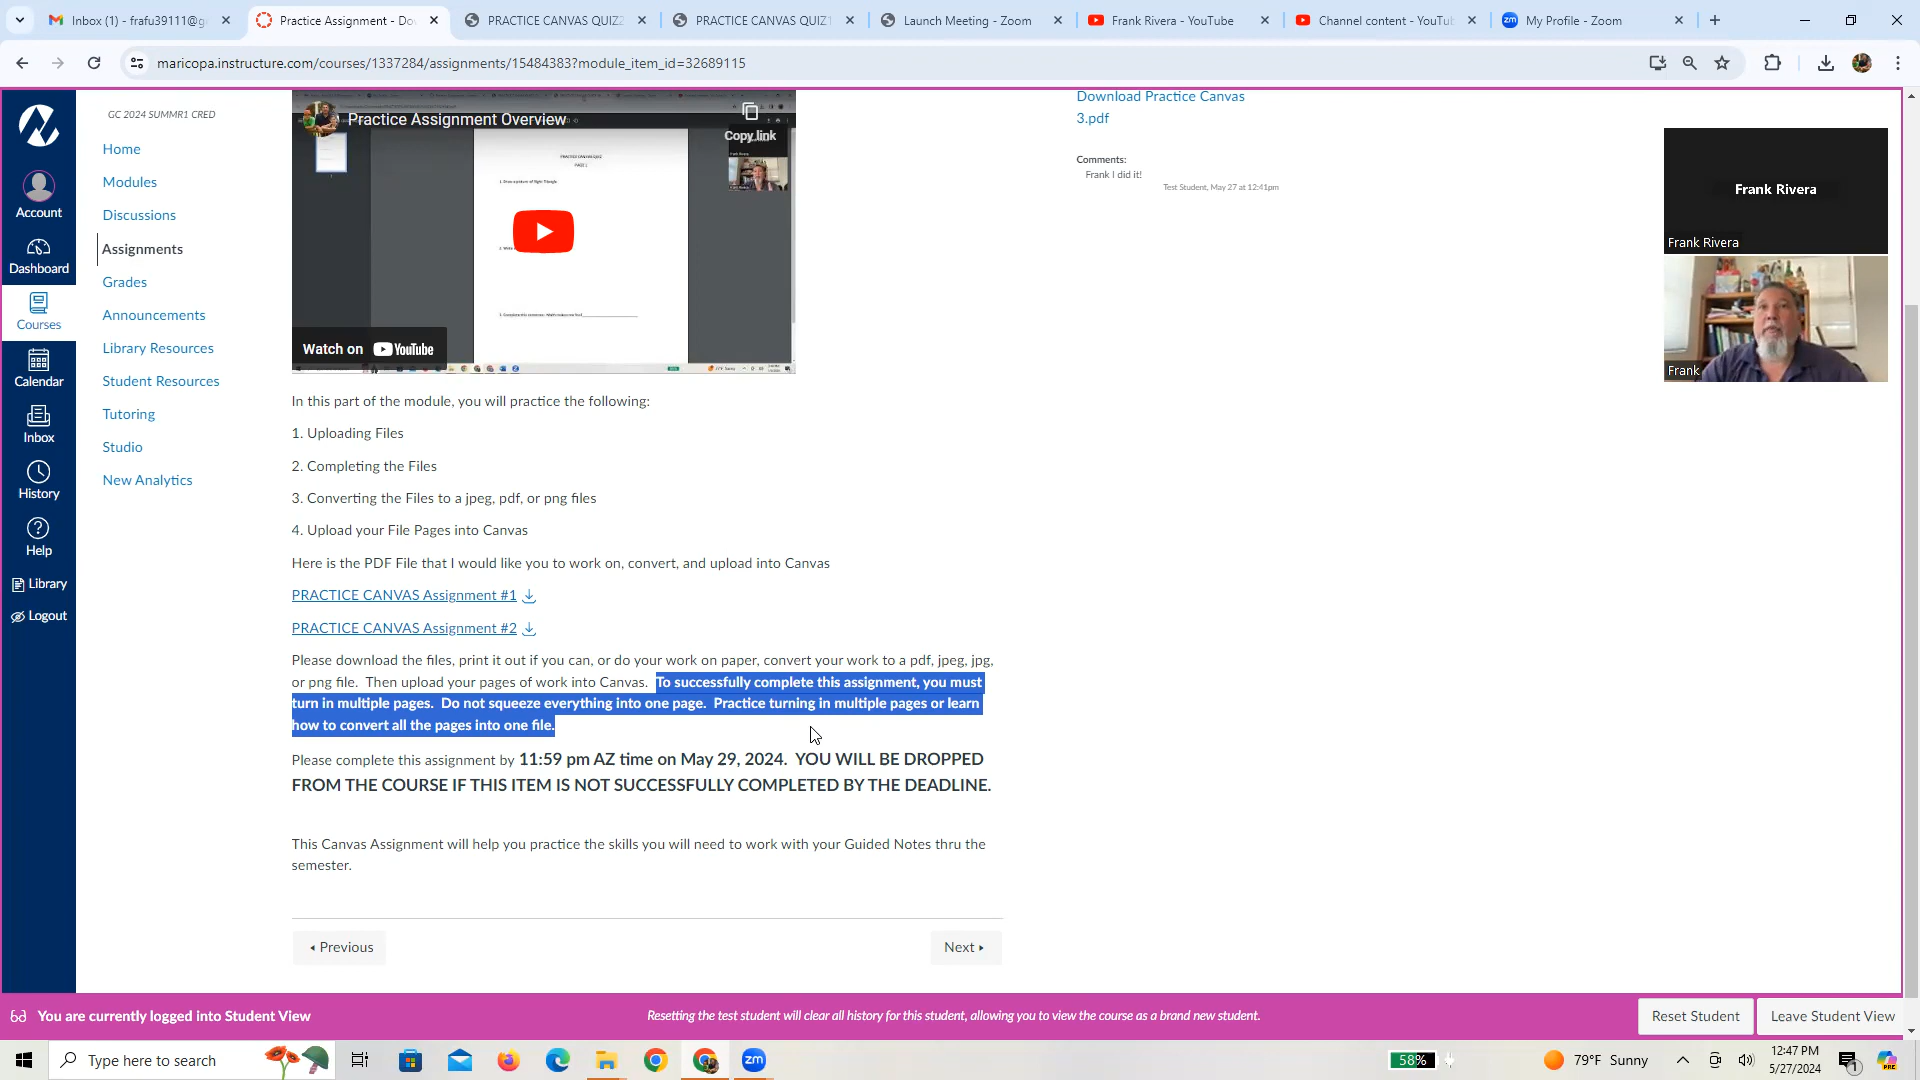 Inbox (1) - frafu39111@g
Practice Assignment - Do
PRACTICE CANVAS QUIZ2
PRACTICE CANVAS QUIZ1
Launch Meeting - Zoom
Frank Rivera - YouTube
Channel content - YouTu
My Profile - Zoom
maricopa.instructure.com/courses/1337284/assignments/15484383?module_item_id=32689115
Account
Dashboard
Courses
Calendar
Inbox
History
Help
Library
Logout
GC 2024 SUMMR1 CRED
Home
Modules
Discussions
Assignments
Grades
Announcements
Library Resources
Student Resources
Tutoring
Studio
New Analytics
Practice Assignment Overview
Copy link
PRACTICE CANVAS QUIZ
PAGE 1
1. Draw a picture of Right Triangle.
Watch on YouTube
In this part of the module, you will practice the following:
1. Uploading Files
2. Completing the Files
3. Converting the Files to a jpeg, pdf, or png files
4. Upload your File Pages into Canvas
Here is the PDF File that I would like you to work on, convert, and upload into Canvas
PRACTICE CANVAS Assignment #1
PRACTICE CANVAS Assignment #2
Please download the files, print it out if you can, or do your work on paper, convert your work to a pdf, jpeg, jpg,
or png file. Then upload your pages of work into Canvas. To successfully complete this assignment, you must
turn in multiple pages. Do not squeeze everything into one page. Practice turning in multiple pages or learn
how to convert all the pages into one file.
Please complete this assignment by 11:59 pm AZ time on May 29, 2024. YOU WILL BE DROPPED
FROM THE COURSE IF THIS ITEM IS NOT SUCCESSFULLY COMPLETED BY THE DEADLINE.
This Canvas Assignment will help you practice the skills you will need to work with your Guided Notes thru the
semester.
Previous
Next
Download Practice Canvas
3.pdf
Comments:
Frank I did it!
Test Student, May 27 at 12:41pm
Frank Rivera
Frank Rivera
Frank
You are currently logged into Student View
Resetting the test student will clear all history for this student, allowing you to view the course as a brand new student.
Reset Student
Leave Student View
Type here to search
zm
58%
79°F Sunny
12:47 PM
5/27/2024
1